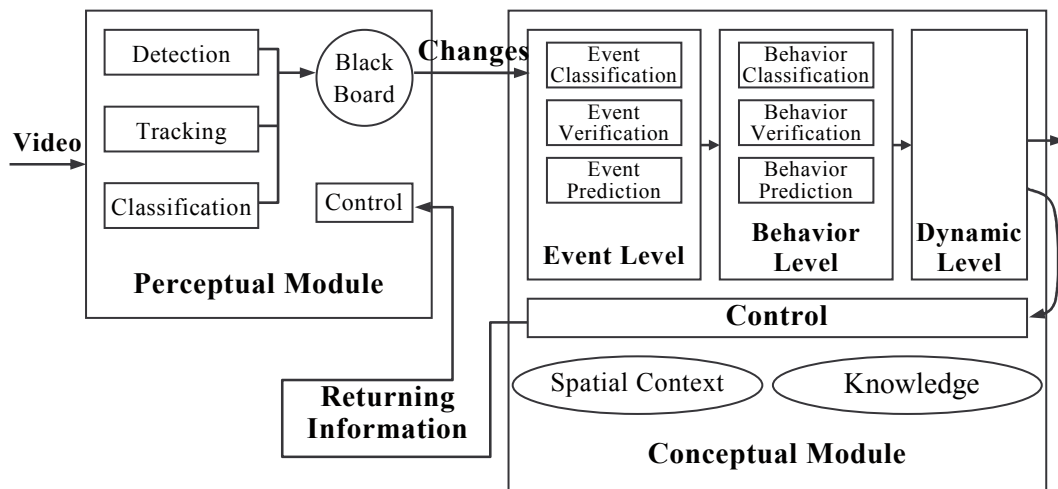 Video
Detection
Tracking
Classification
Black
Board
Control
Perceptual Module
Changes
Returning
Information
Event
Classification
Event
Verification
Event
Prediction
Event Level
Behavior
Classification
Behavior
Verification
Behavior
Prediction
Behavior
Level
Dynamic
Level
Control
Spatial Context
Knowledge
Conceptual Module